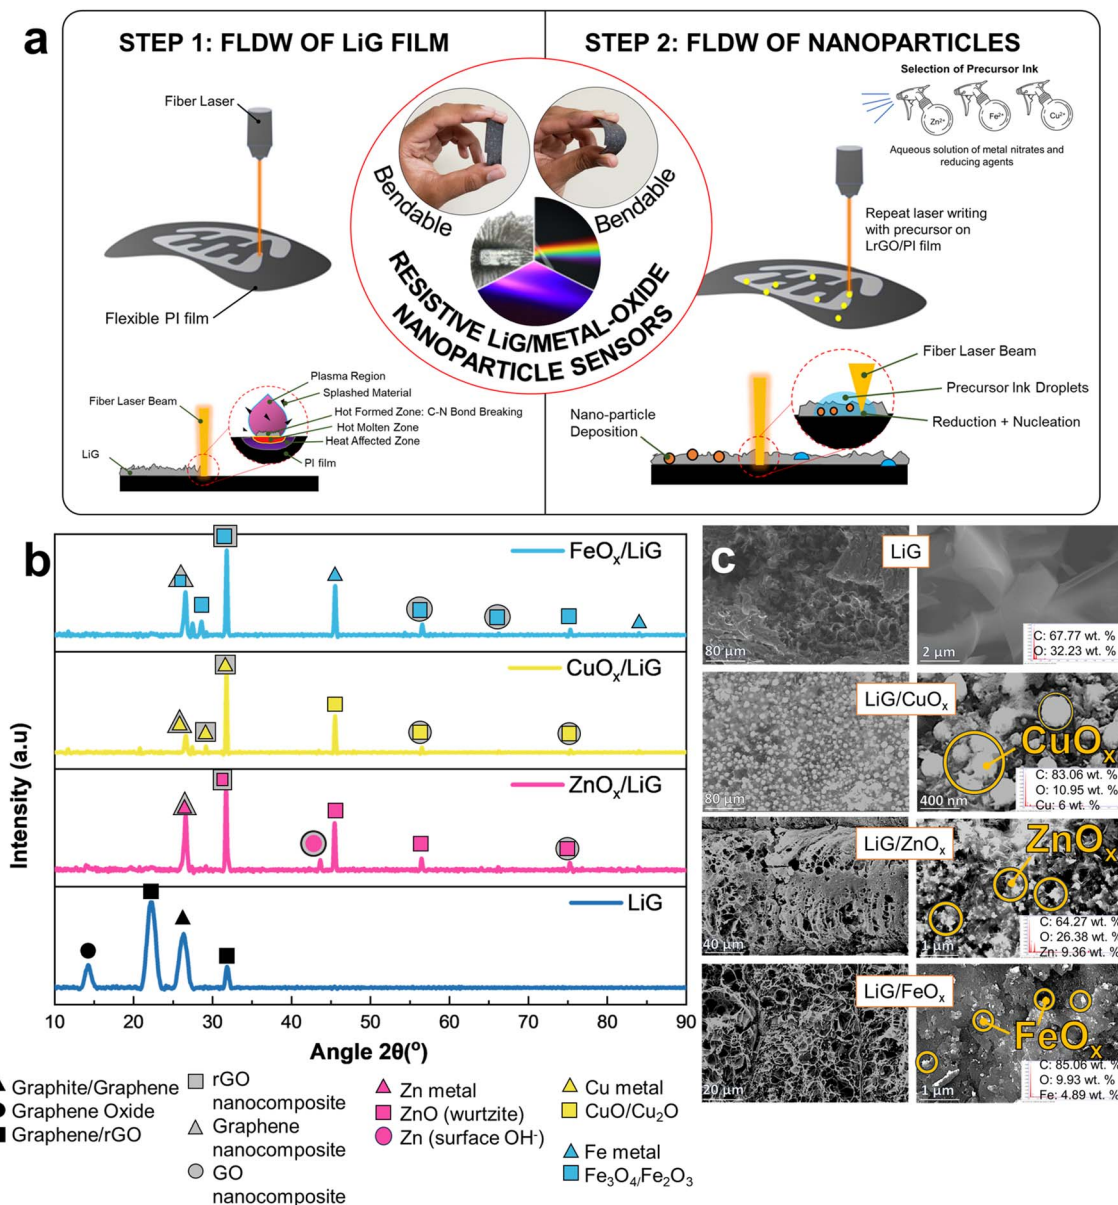 a
STEP 1: FLDW OF LiG FILM
STEP 2: FLDW OF NANOPARTICLES
Fiber Laser
Flexible PI film
Fiber Laser Beam
LiG
Plasma Region
Splashed Material
Hot Formed Zone: C-N Bond Breaking
Hot Molten Zone
Heat Affected Zone
PI film
Bendable
Bendable
RESISTIVE LiG/METAL-OXIDE
NANOPARTICLE SENSORS
Selection of Precursor Ink
Zn²⁺
Fe²⁺
Cu²⁺
Aqueous solution of metal nitrates and
reducing agents
Repeat laser writing
with precursor on
LrGO/PI film
Fiber Laser Beam
Precursor Ink Droplets
Reduction + Nucleation
Nano-particle
Deposition
b
FeOₓ/LiG
CuOₓ/LiG
ZnOₓ/LiG
LiG
Intensity (a.u)
10 20 30 40 50 60 70 80 90
Angle 2θ(°)
Graphite/Graphene
Graphene Oxide
Graphene/rGO
rGO
nanocomposite
Graphene
nanocomposite
GO
nanocomposite
Zn metal
ZnO (wurtzite)
Zn (surface OH⁻)
Cu metal
CuO/Cu₂O
Fe metal
Fe₃O₄/Fe₂O₃
c
LiG
80 µm
2 µm
C: 67.77 wt. %
O: 32.23 wt. %
LiG/CuOₓ
80 µm
CuOₓ
400 nm
C: 83.06 wt. %
O: 10.95 wt. %
Cu: 6 wt. %
LiG/ZnOₓ
40 µm
ZnOₓ
1 µm
C: 64.27 wt. %
O: 26.38 wt. %
Zn: 9.36 wt. %
LiG/FeOₓ
20 µm
FeOₓ
1 µm
C: 85.06 wt. %
O: 9.93 wt. %
Fe: 4.89 wt. %